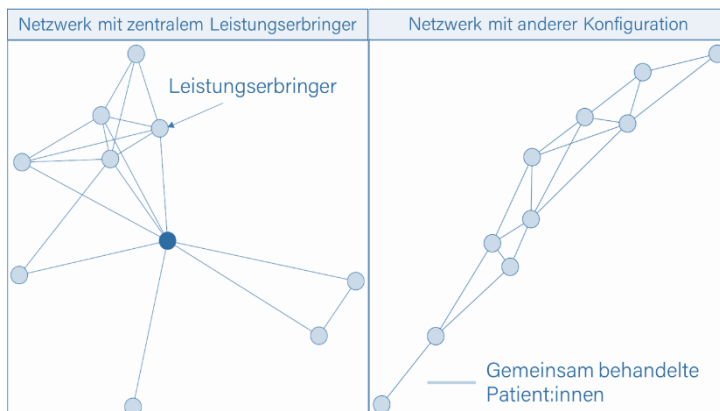 Netzwerk mit zentralem Leistungserbringer
Netzwerk mit anderer Konfiguration
Leistungserbringer
Gemeinsam behandelte
Patient:innen